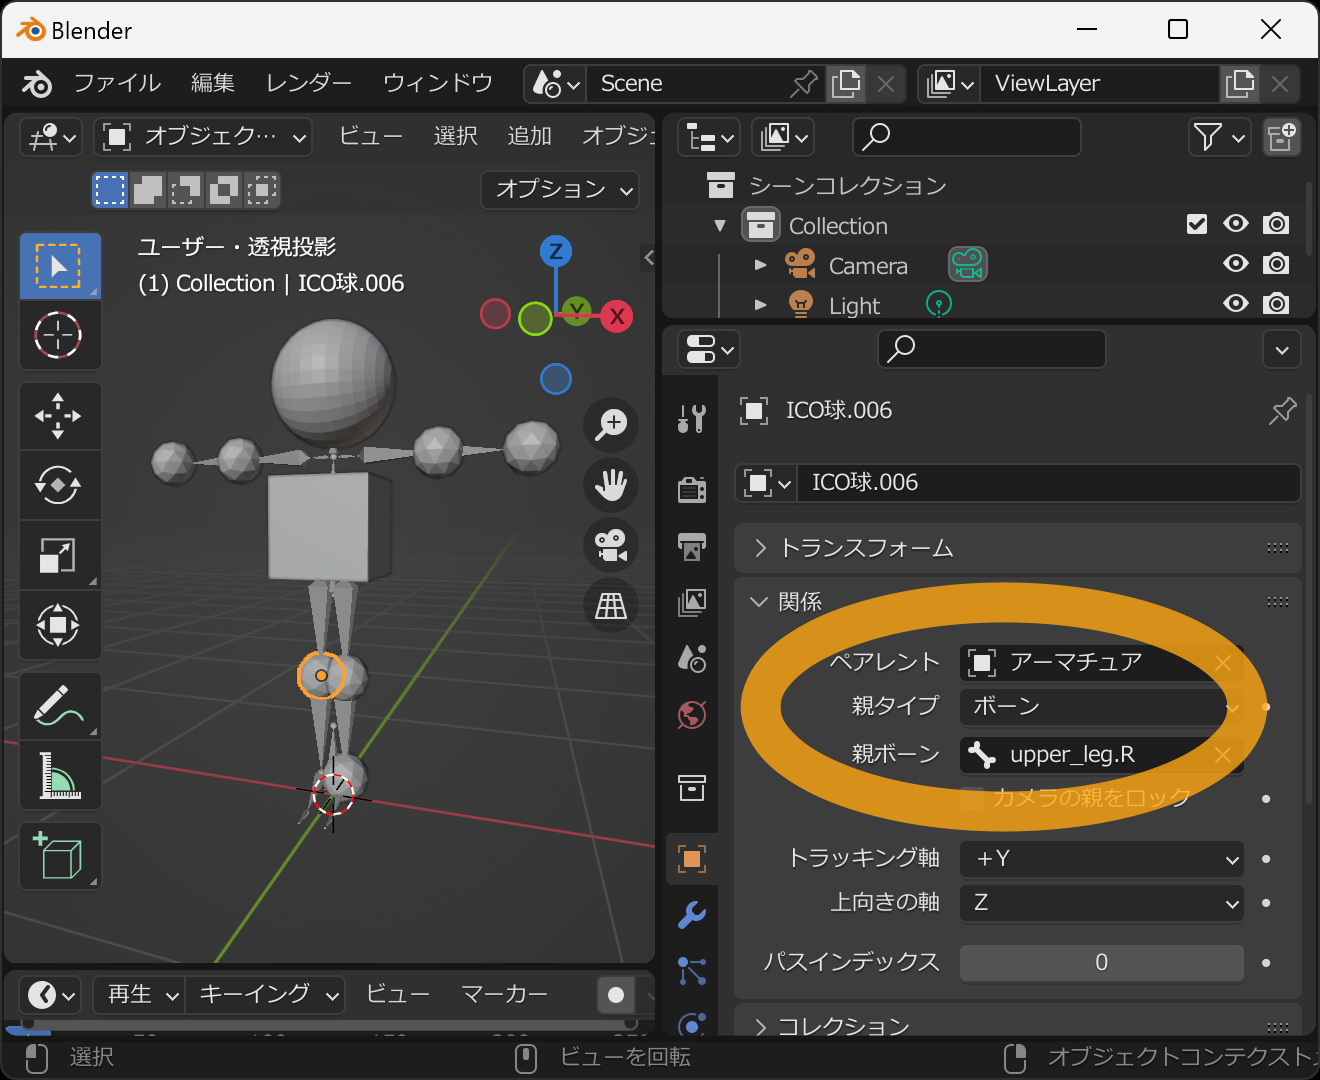 Blender
ファイル 編集 レンダー ウィンドウ Scene ViewLayer
オブジェク… ビュー 選択 追加 オブジェ
オプション
ユーザー・透視投影
(1) Collection | ICO球.006
Z
Y
X
シーンコレクション
Collection
Camera
Light
ICO球.006
ICO球.006
トランスフォーム
関係
ペアレント アーマチュア
親タイプ ボーン
親ボーン upper_leg.R
カメラの親をロック
トラッキング軸 +Y
上向きの軸 Z
パスインデックス 0
コレクション
再生 キーイング ビュー マーカー
選択 ビューを回転 オブジェクトコンテクスト